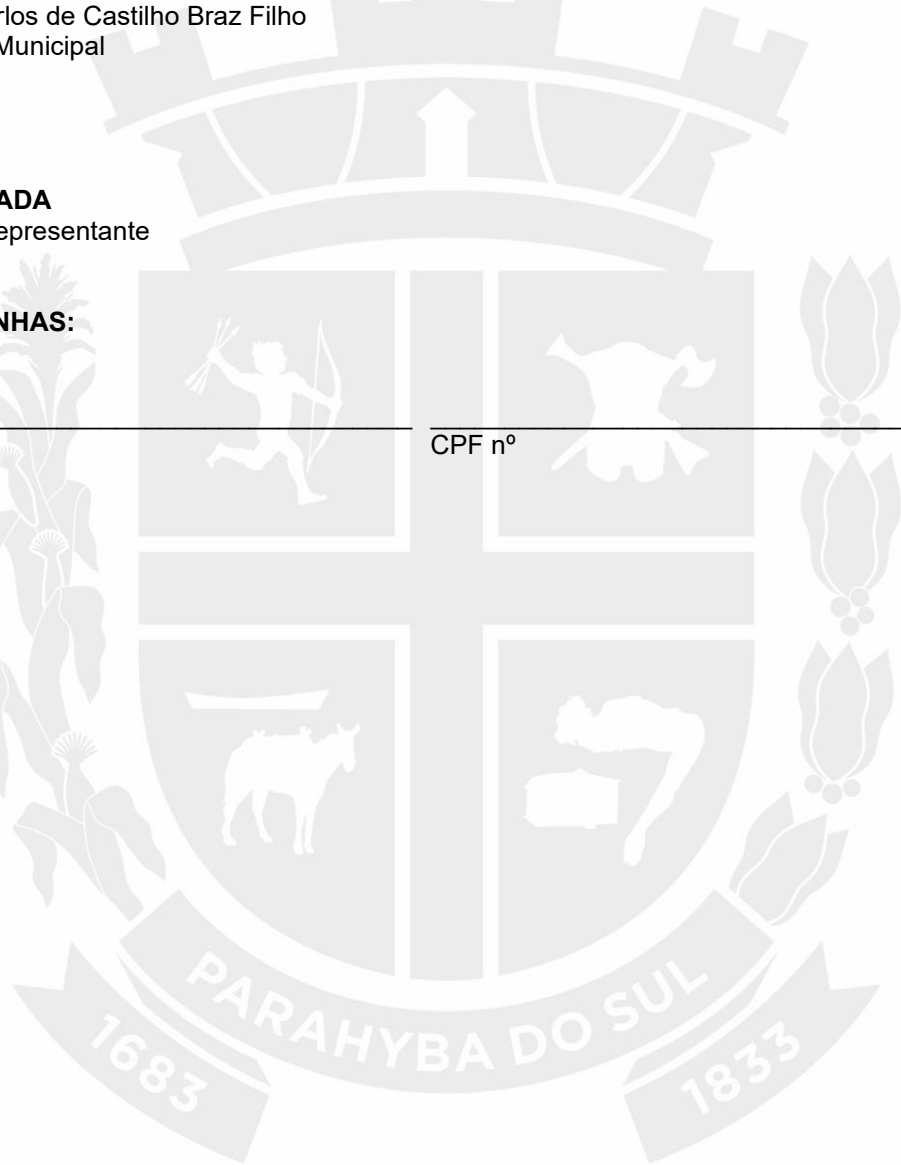 rlos de Castilho Braz Filho
Municipal
ADA
epresentante
NHAS:
CPF nº
PARAHYBA DO SUL
1683
1833